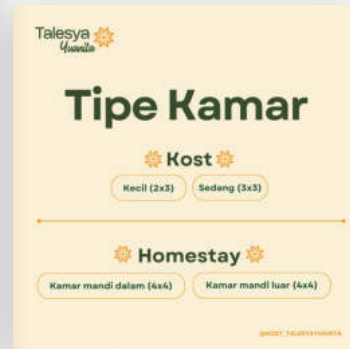 Talesya
Yuanita
Tipe Kamar
Kost
Kecil (2x3) Sedang (3x3)
Homestay
Kamar mandi dalam (4x4) Kamar mandi luar (4x4)
@KOST_TALESYAYUANITA